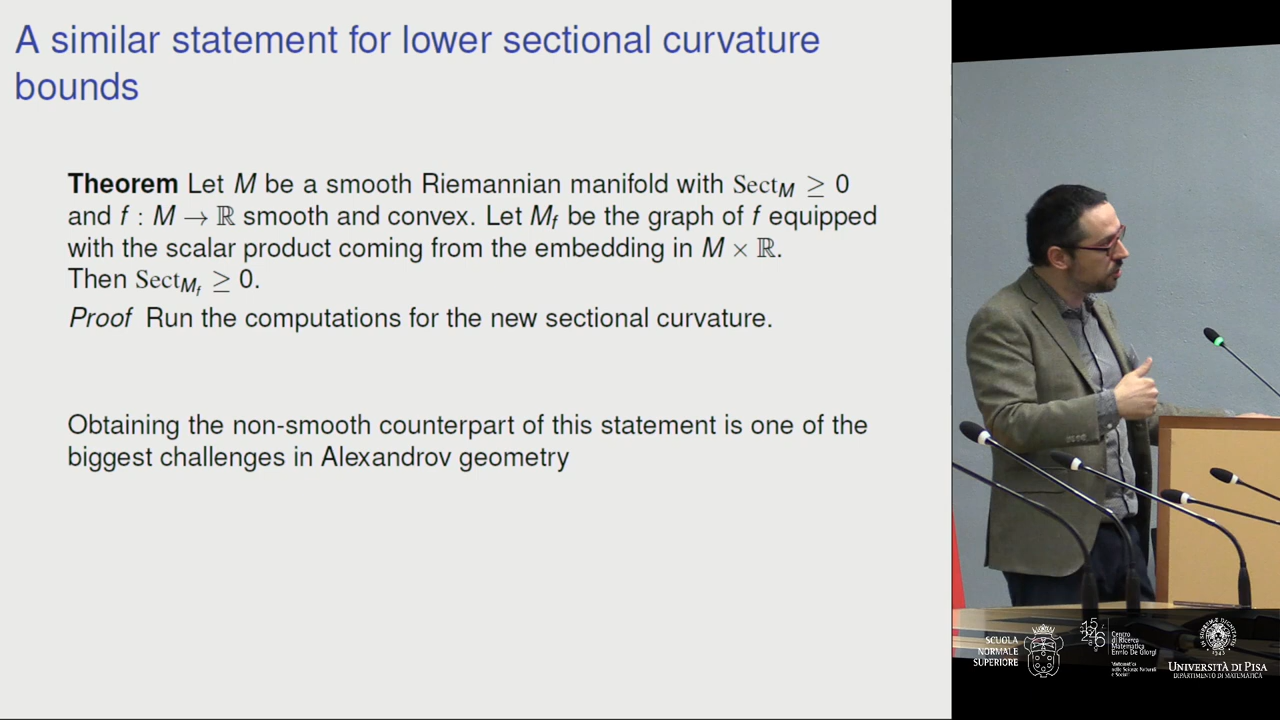 A similar statement for lower sectional curvature
bounds
Theorem Let M be a smooth Riemannian manifold with Sect_M ≥ 0
and f : M → ℝ smooth and convex. Let M_f be the graph of f equipped
with the scalar product coming from the embedding in M × ℝ.
Then Sect_{M_f} ≥ 0.
Proof Run the computations for the new sectional curvature.
Obtaining the non-smooth counterpart of this statement is one of the
biggest challenges in Alexandrov geometry
SCUOLA
NORMALE
SUPERIORE
Centro
di Ricerca
Matematica
Ennio De Giorgi
UNIVERSITÀ DI PISA
DIPARTIMENTO DI MATEMATICA